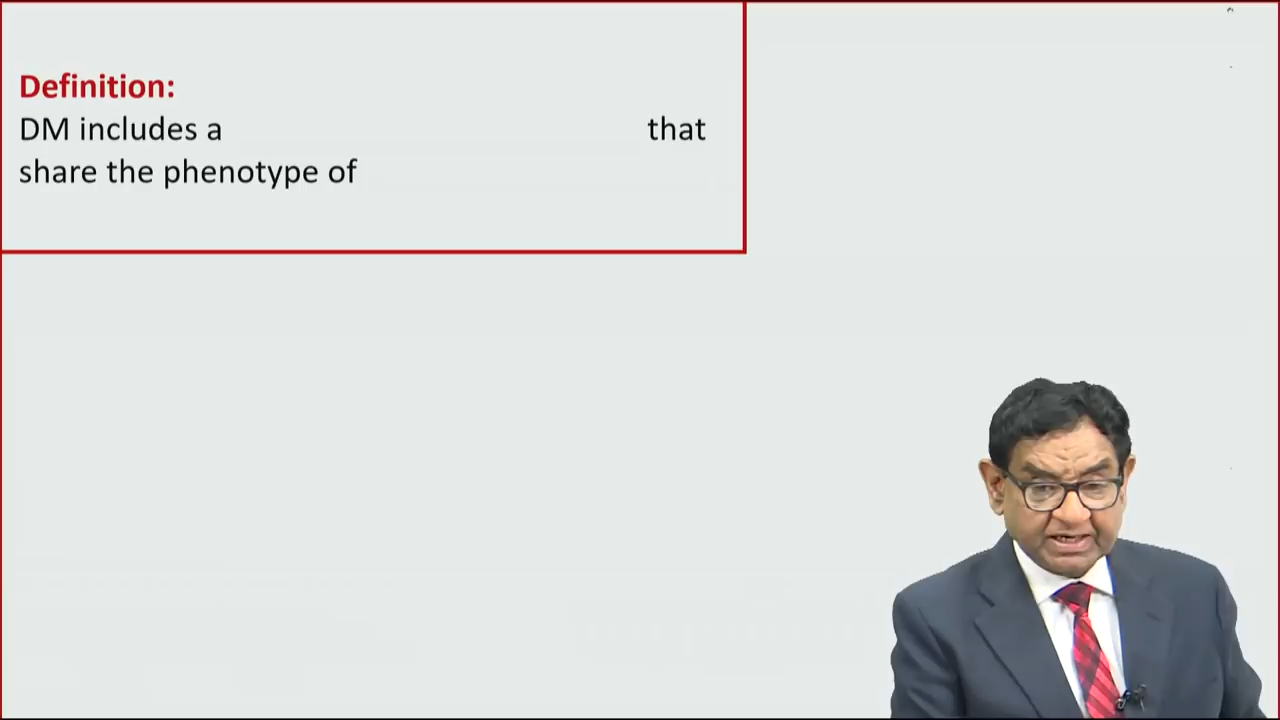 Definition:
DM includes a that
share the phenotype of